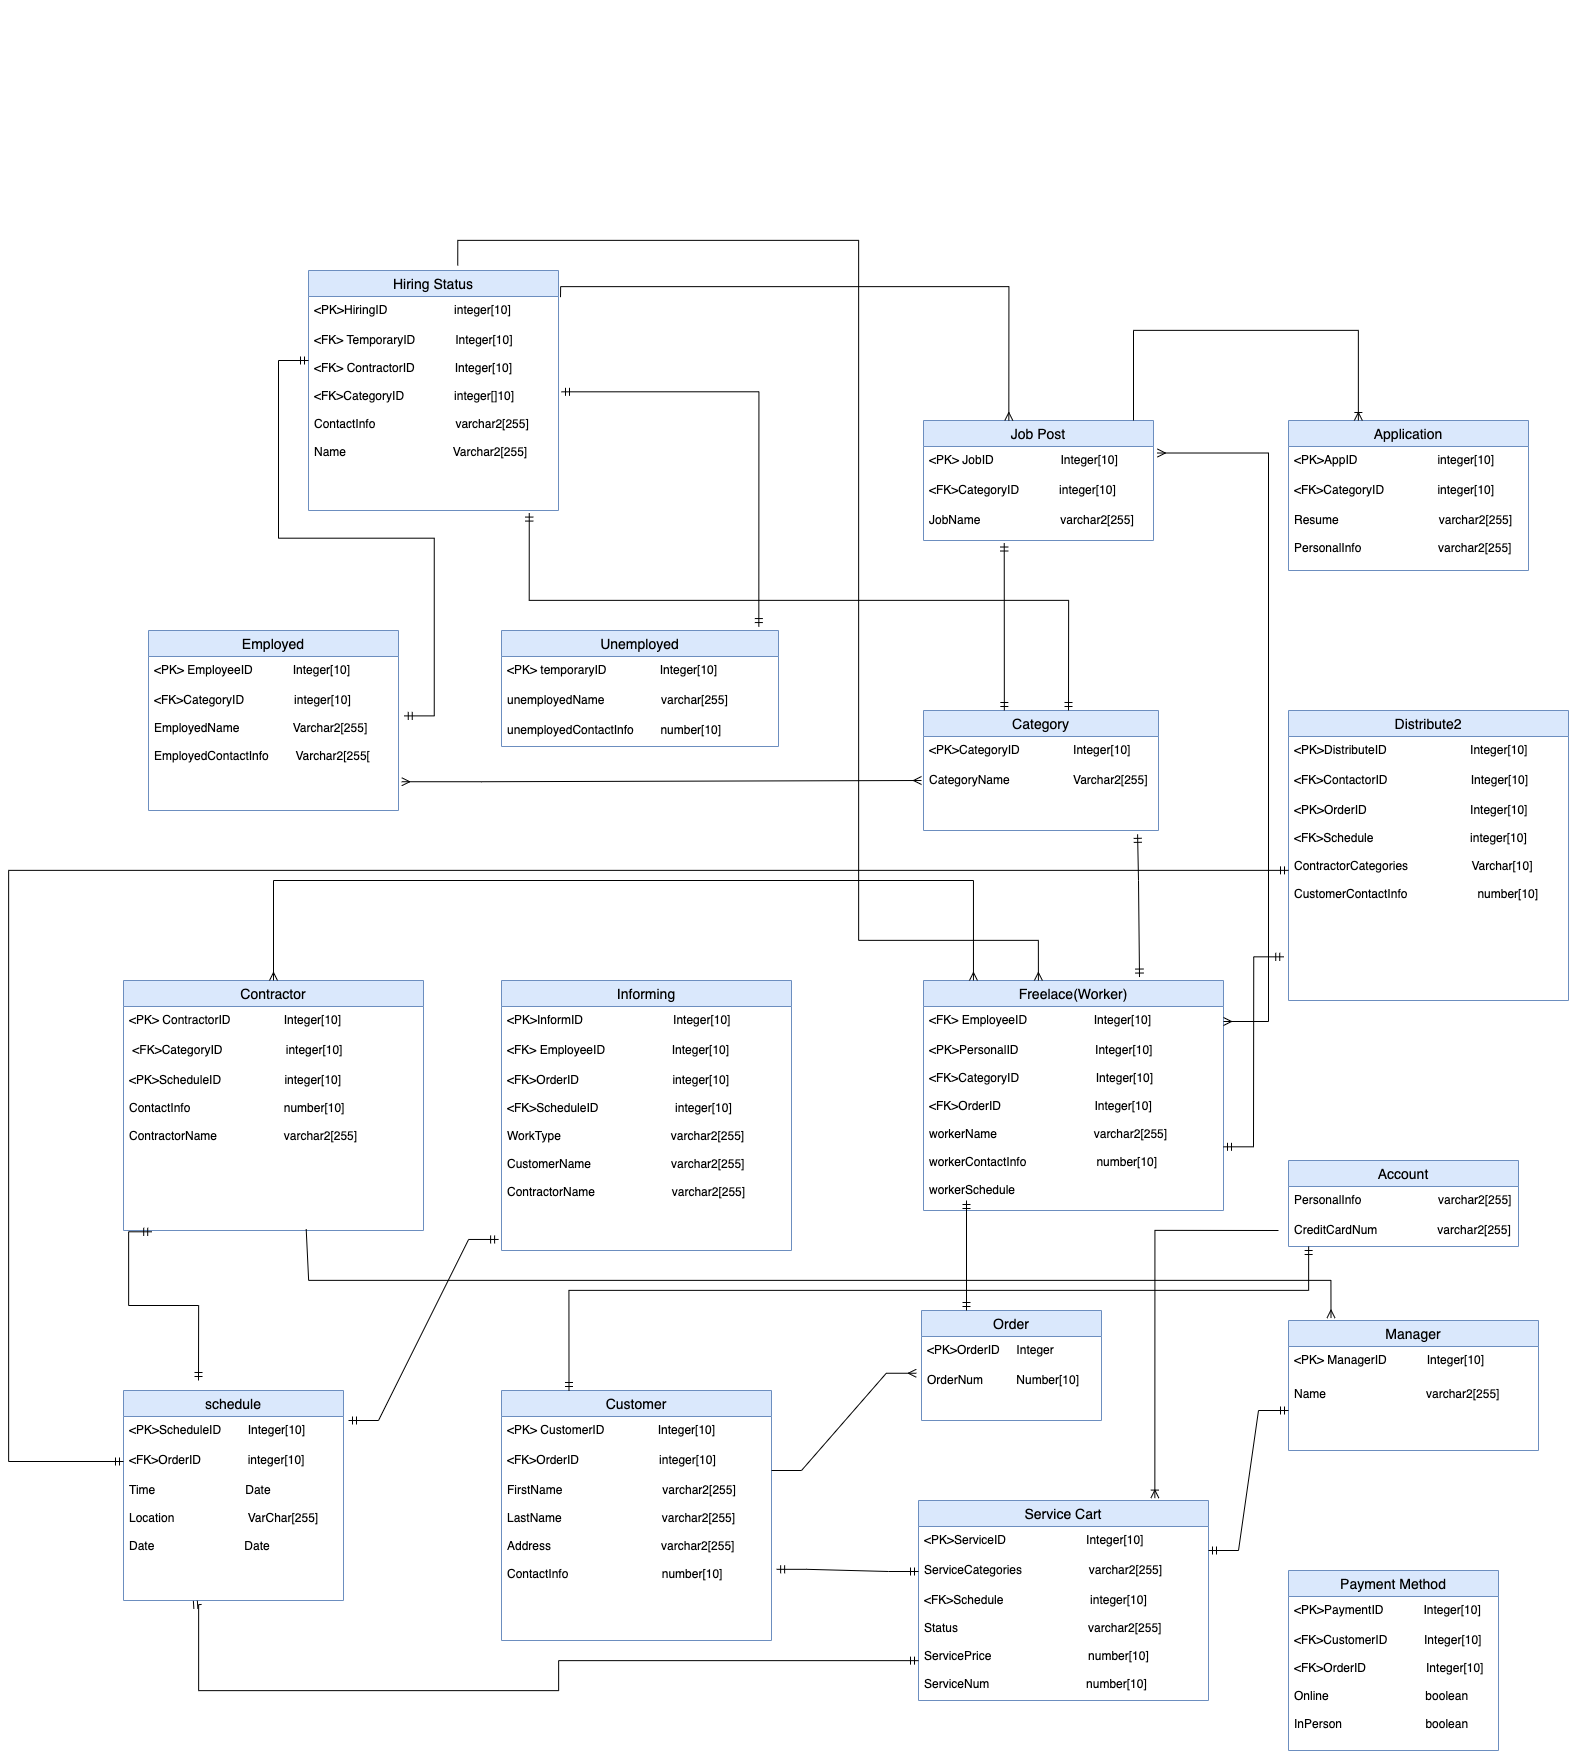 Hiring Status
<PK>HiringID integer[10]
<FK> TemporaryID Integer[10]
<FK> ContractorID Integer[10]
<FK>CategoryID integer[]10]
ContactInfo varchar2[255]
Name Varchar2[255]
Job Post
<PK> JobID Integer[10]
<FK>CategoryID integer[10]
JobName varchar2[255]
Application
<PK>AppID integer[10]
<FK>CategoryID integer[10]
Resume varchar2[255]
PersonalInfo varchar2[255]
Employed
<PK> EmployeeID Integer[10]
<FK>CategoryID integer[10]
EmployedName Varchar2[255]
EmployedContactInfo Varchar2[255[
Unemployed
<PK> temporaryID Integer[10]
unemployedName varchar[255]
unemployedContactInfo number[10]
Category
<PK>CategoryID Integer[10]
CategoryName Varchar2[255]
Distribute2
<PK>DistributeID Integer[10]
<FK>ContactorID Integer[10]
<PK>OrderID Integer[10]
<FK>Schedule integer[10]
ContractorCategories Varchar[10]
CustomerContactInfo number[10]
Contractor
<PK> ContractorID Integer[10]
<FK>CategoryID integer[10]
<PK>ScheduleID integer[10]
ContactInfo number[10]
ContractorName varchar2[255]
Informing
<PK>InformID Integer[10]
<FK> EmployeeID Integer[10]
<FK>OrderID integer[10]
<FK>ScheduleID integer[10]
WorkType varchar2[255]
CustomerName varchar2[255]
ContractorName varchar2[255]
Freelace(Worker)
<FK> EmployeeID Integer[10]
<PK>PersonalID Integer[10]
<FK>CategoryID Integer[10]
<FK>OrderID Integer[10]
workerName varchar2[255]
workerContactInfo number[10]
workerSchedule
Account
PersonalInfo varchar2[255]
CreditCardNum varchar2[255]
Order
<PK>OrderID Integer
OrderNum Number[10]
Manager
<PK> ManagerID Integer[10]
Name varchar2[255]
schedule
<PK>ScheduleID Integer[10]
<FK>OrderID integer[10]
Time Date
Location VarChar[255]
Date Date
Customer
<PK> CustomerID Integer[10]
<FK>OrderID integer[10]
FirstName varchar2[255]
LastName varchar2[255]
Address varchar2[255]
ContactInfo number[10]
Service Cart
<PK>ServiceID Integer[10]
ServiceCategories varchar2[255]
<FK>Schedule integer[10]
Status varchar2[255]
ServicePrice number[10]
ServiceNum number[10]
Payment Method
<PK>PaymentID Integer[10]
<FK>CustomerID Integer[10]
<FK>OrderID Integer[10]
Online boolean
InPerson boolean